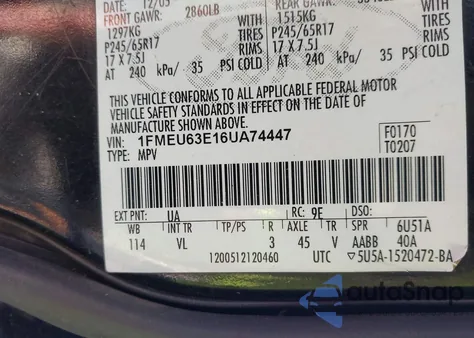 DATE: 12/05
FRONT GAWR: 2860LB REAR GAWR:
1297KG WITH 1515KG WITH
P245/65R17 TIRES P245/65R17 TIRES
17 X 7.5J RIMS 17 X 7.5J RIMS
AT 240 kPa/ 35 PSI COLD AT 240 kPa/ 35 PSI COLD
THIS VEHICLE CONFORMS TO ALL APPLICABLE FEDERAL MOTOR
VEHICLE SAFETY STANDARDS IN EFFECT ON THE DATE OF
MANUFACTURE SHOWN ABOVE.
VIN: 1FMEU63E16UA74447
TYPE: MPV
F0170
T0207
EXT PNT: UA RC: 9E DSO:
WB INT TR TP/PS R AXLE TR SPR 6U51A
114 VL 3 45 V AABB 40A
1200512120460 UTC 5U5A-1520472-BA
autoSnap